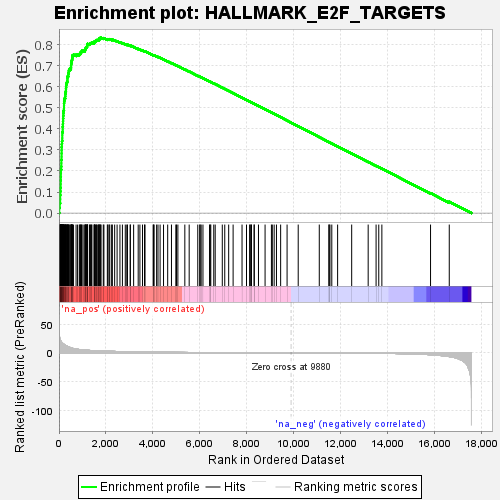 Enrichment plot: HALLMARK_E2F_TARGETS
Enrichment score (ES)
0.8
0.7
0.6
0.5
0.4
0.3
0.2
0.1
0.0
'na_pos' (positively correlated)
Ranked list metric (PreRanked)
50
0
-50
-100
Zero cross at 9880
'na_neg' (negatively correlated)
0 2,000 4,000 6,000 8,000 10,000 12,000 14,000 16,000 18,000
Rank in Ordered Dataset
Enrichment profile Hits Ranking metric scores